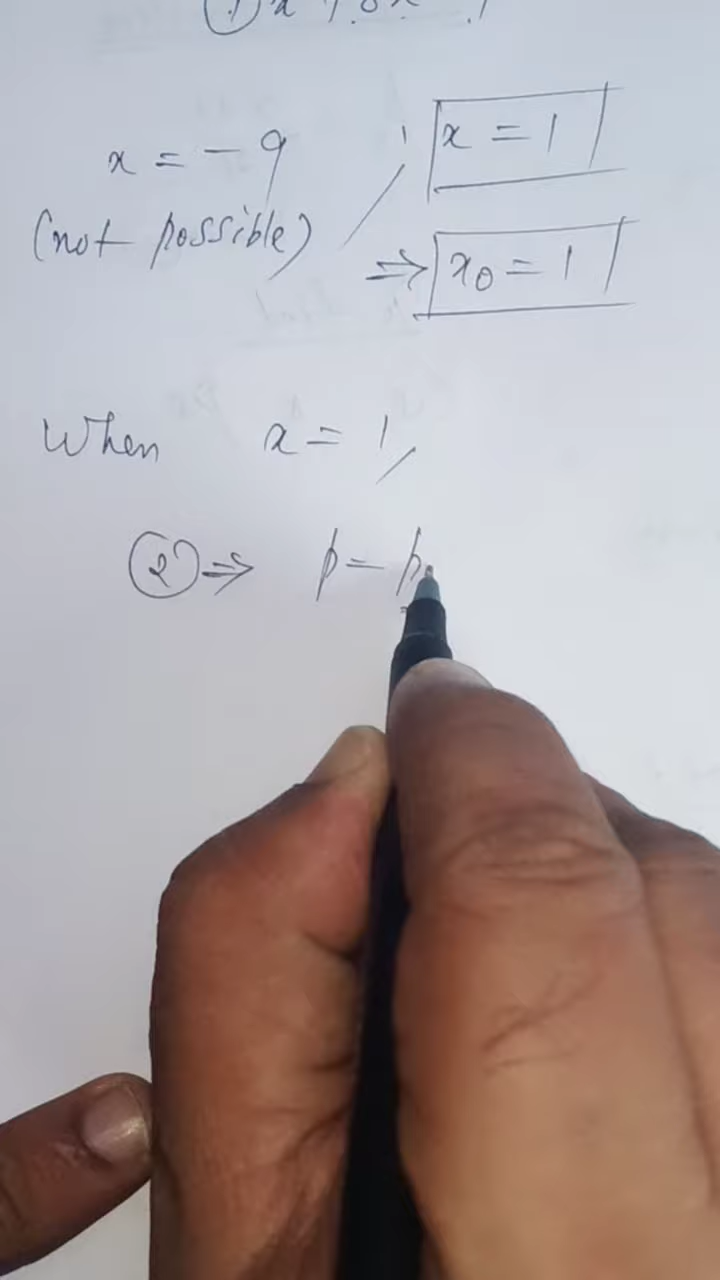 x = - 9 , x = 1
(not possible) ⇒ x₀ = 1
When x = 1,
② ⇒ p = p